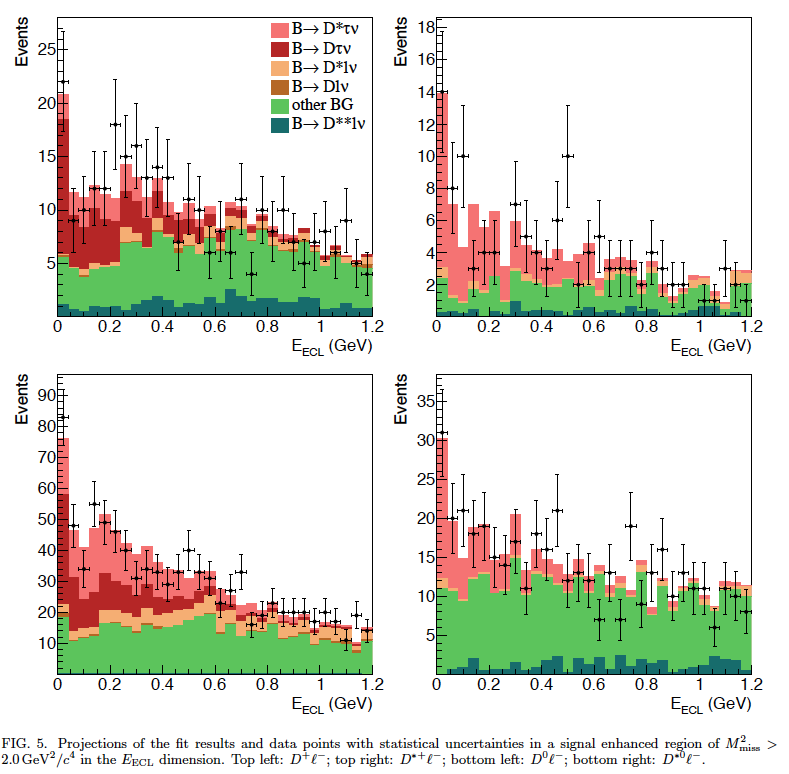 Events
25
20
15
10
5
B→ D*τν
B→ Dτν
B→ D*lν
B→ Dlν
other BG
B→ D**lν
0 0.2 0.4 0.6 0.8 1 1.2
E_ECL (GeV)
Events
18
16
14
12
10
8
6
4
2
0 0.2 0.4 0.6 0.8 1 1.2
E_ECL (GeV)
Events
90
80
70
60
50
40
30
20
10
0 0.2 0.4 0.6 0.8 1 1.2
E_ECL (GeV)
Events
35
30
25
20
15
10
5
0 0.2 0.4 0.6 0.8 1 1.2
E_ECL (GeV)
FIG. 5. Projections of the fit results and data points with statistical uncertainties in a signal enhanced region of M²_miss >
2.0 GeV²/c⁴ in the E_ECL dimension. Top left: D⁺ℓ⁻; top right: D*⁺ℓ⁻; bottom left: D⁰ℓ⁻; bottom right: D*⁰ℓ⁻.